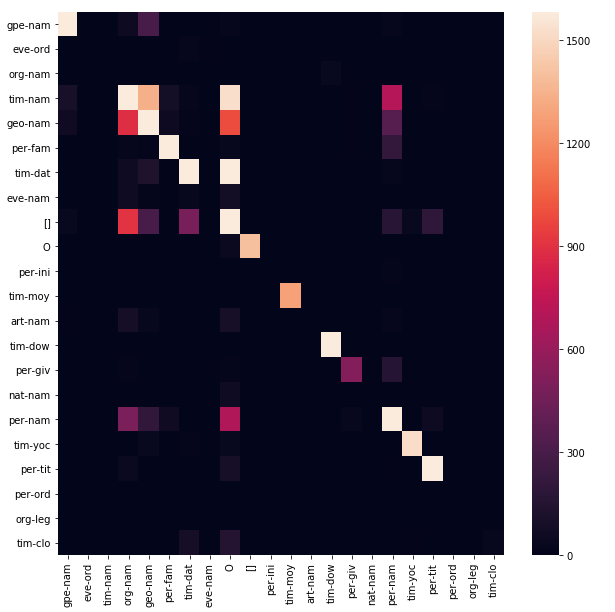 gpe-nam
eve-ord
org-nam
tim-nam
geo-nam
per-fam
tim-dat
eve-nam
[]
O
per-ini
tim-moy
art-nam
tim-dow
per-giv
nat-nam
per-nam
tim-yoc
per-tit
per-ord
org-leg
tim-clo
gpe-nam
eve-ord
tim-nam
org-nam
geo-nam
per-fam
tim-dat
eve-nam
O
[]
per-ini
tim-moy
art-nam
tim-dow
per-giv
nat-nam
per-nam
tim-yoc
per-tit
per-ord
org-leg
tim-clo
1500
1200
900
600
300
0